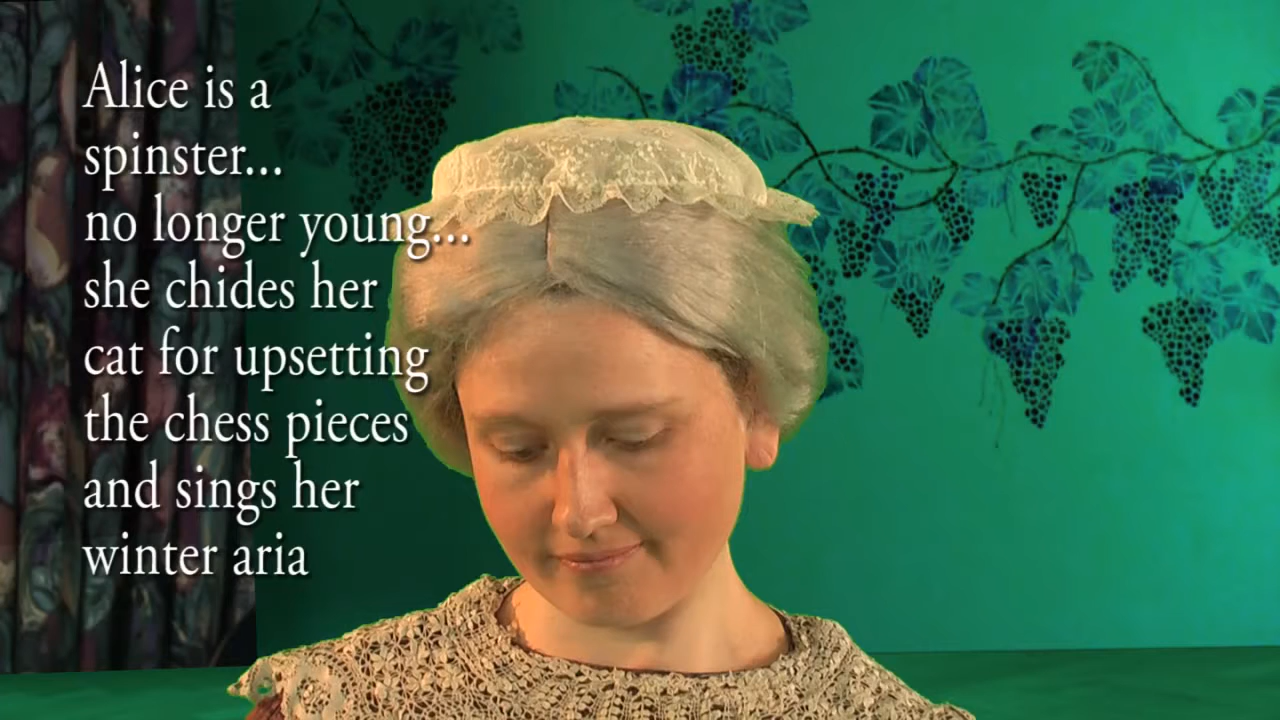 Alice is a
spinster...
no longer young...
she chides her
cat for upsetting
the chess pieces
and sings her
winter aria